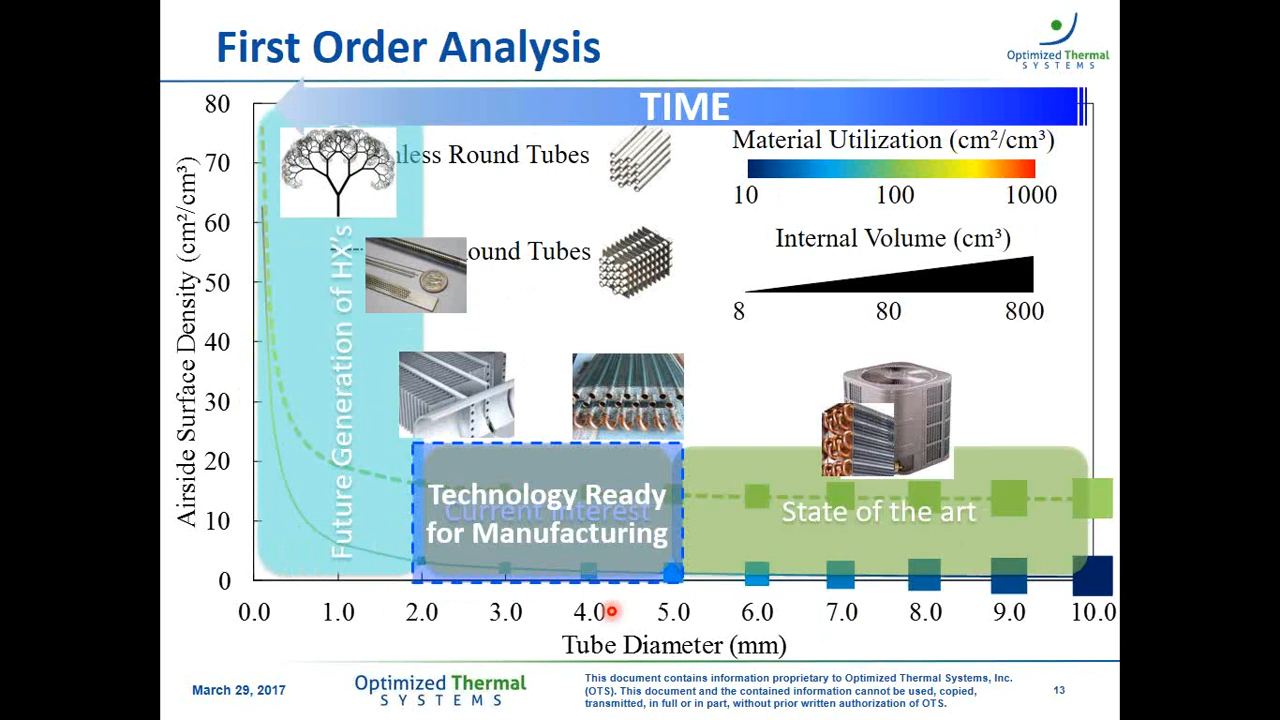 First Order Analysis
Optimized Thermal
SYSTEMS
TIME
80
70
60
50
40
30
20
10
0
Airside Surface Density (cm²/cm³)
nless Round Tubes
ound Tubes
Material Utilization (cm²/cm³)
10 100 1000
Internal Volume (cm³)
8 80 800
Future Generation of HX's
Technology Ready
for Manufacturing
Current Interest
State of the art
0.0 1.0 2.0 3.0 4.0 5.0 6.0 7.0 8.0 9.0 10.0
Tube Diameter (mm)
March 29, 2017
Optimized Thermal
SYSTEMS
This document contains information proprietary to Optimized Thermal Systems, Inc.
(OTS). This document and the contained information cannot be used, copied,
transmitted, in full or in part, without prior written authorization of OTS.
13